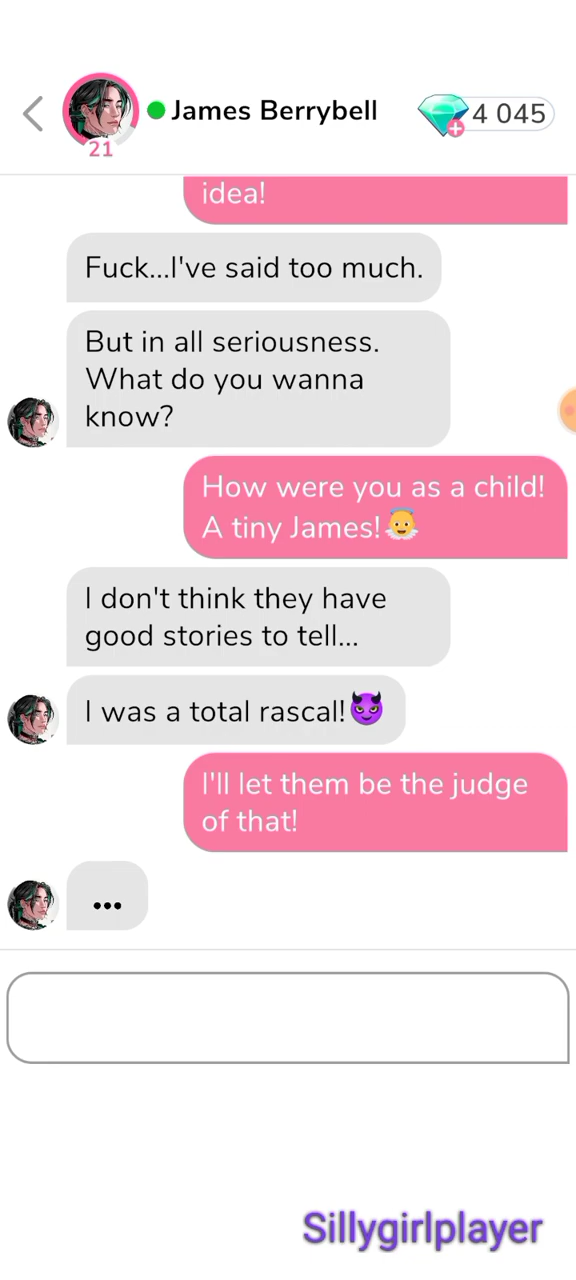 James Berrybell
4 045
21
idea!
Fuck...I've said too much.
But in all seriousness.
What do you wanna
know?
How were you as a child!
A tiny James!
I don't think they have
good stories to tell...
I was a total rascal!😈
I'll let them be the judge
of that!
...
Sillygirlplayer